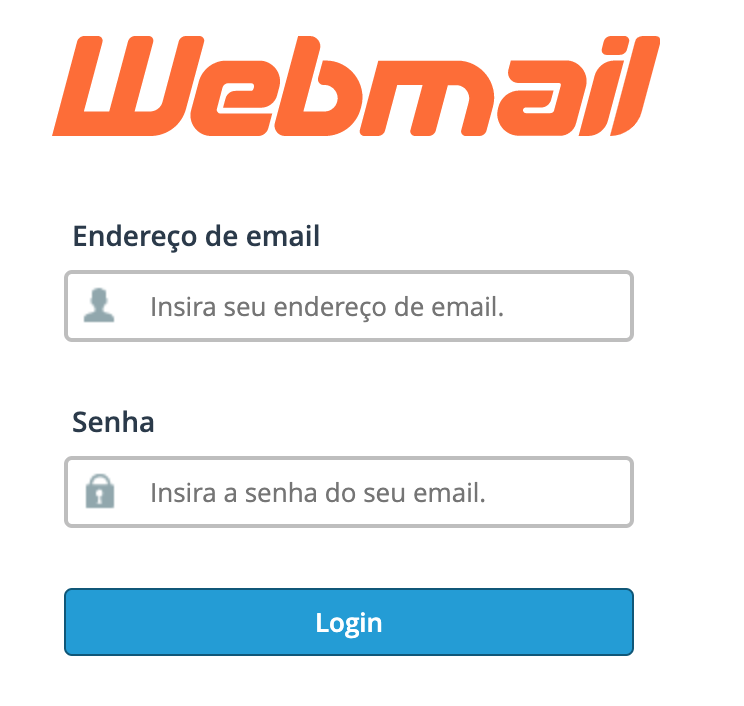 Webmail
Endereço de email
Insira seu endereço de email.
Senha
Insira a senha do seu email.
Login